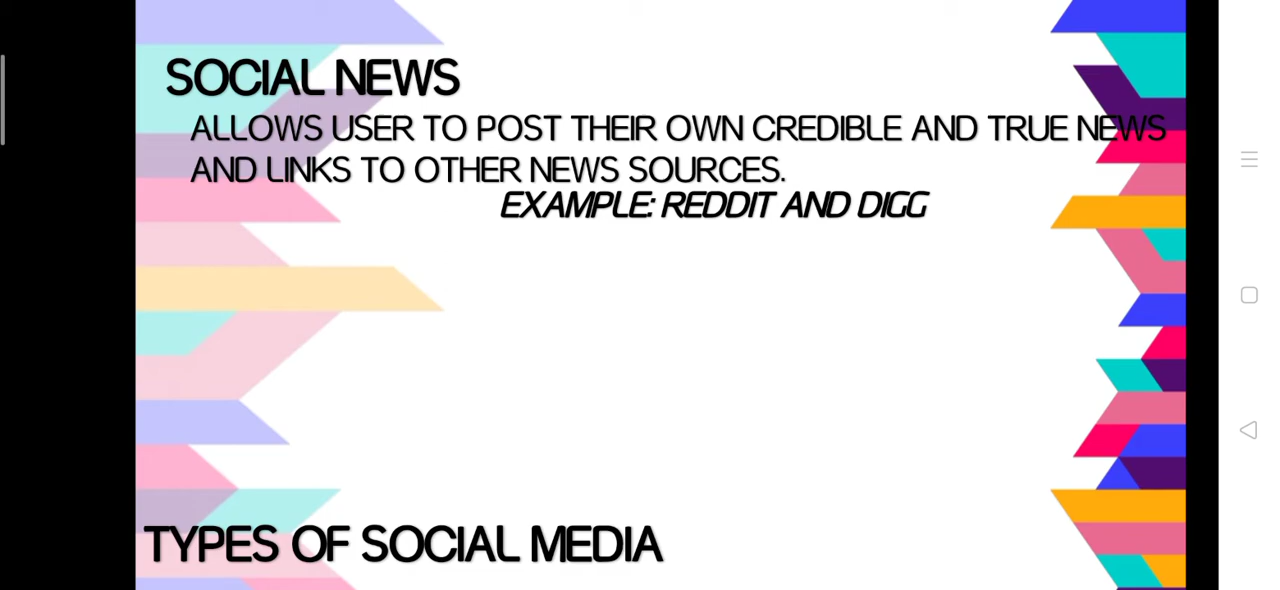 SOCIAL NEWS
ALLOWS USER TO POST THEIR OWN CREDIBLE AND TRUE NEWS
AND LINKS TO OTHER NEWS SOURCES.
EXAMPLE: REDDIT AND DIGG
TYPES OF SOCIAL MEDIA